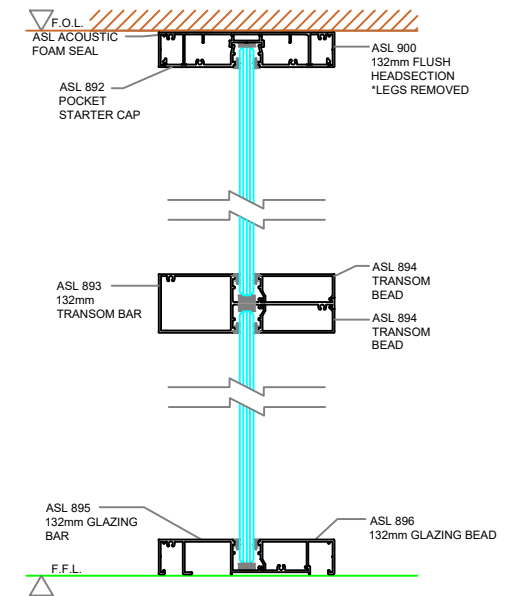 F.O.L.
ASL ACOUSTIC
FOAM SEAL
ASL 900
132mm FLUSH
HEADSECTION
*LEGS REMOVED
ASL 892
POCKET
STARTER CAP
ASL 894
TRANSOM
BEAD
ASL 893
132mm
TRANSOM BAR
ASL 894
TRANSOM
BEAD
ASL 895
132mm GLAZING
BAR
ASL 896
132mm GLAZING BEAD
F.F.L.